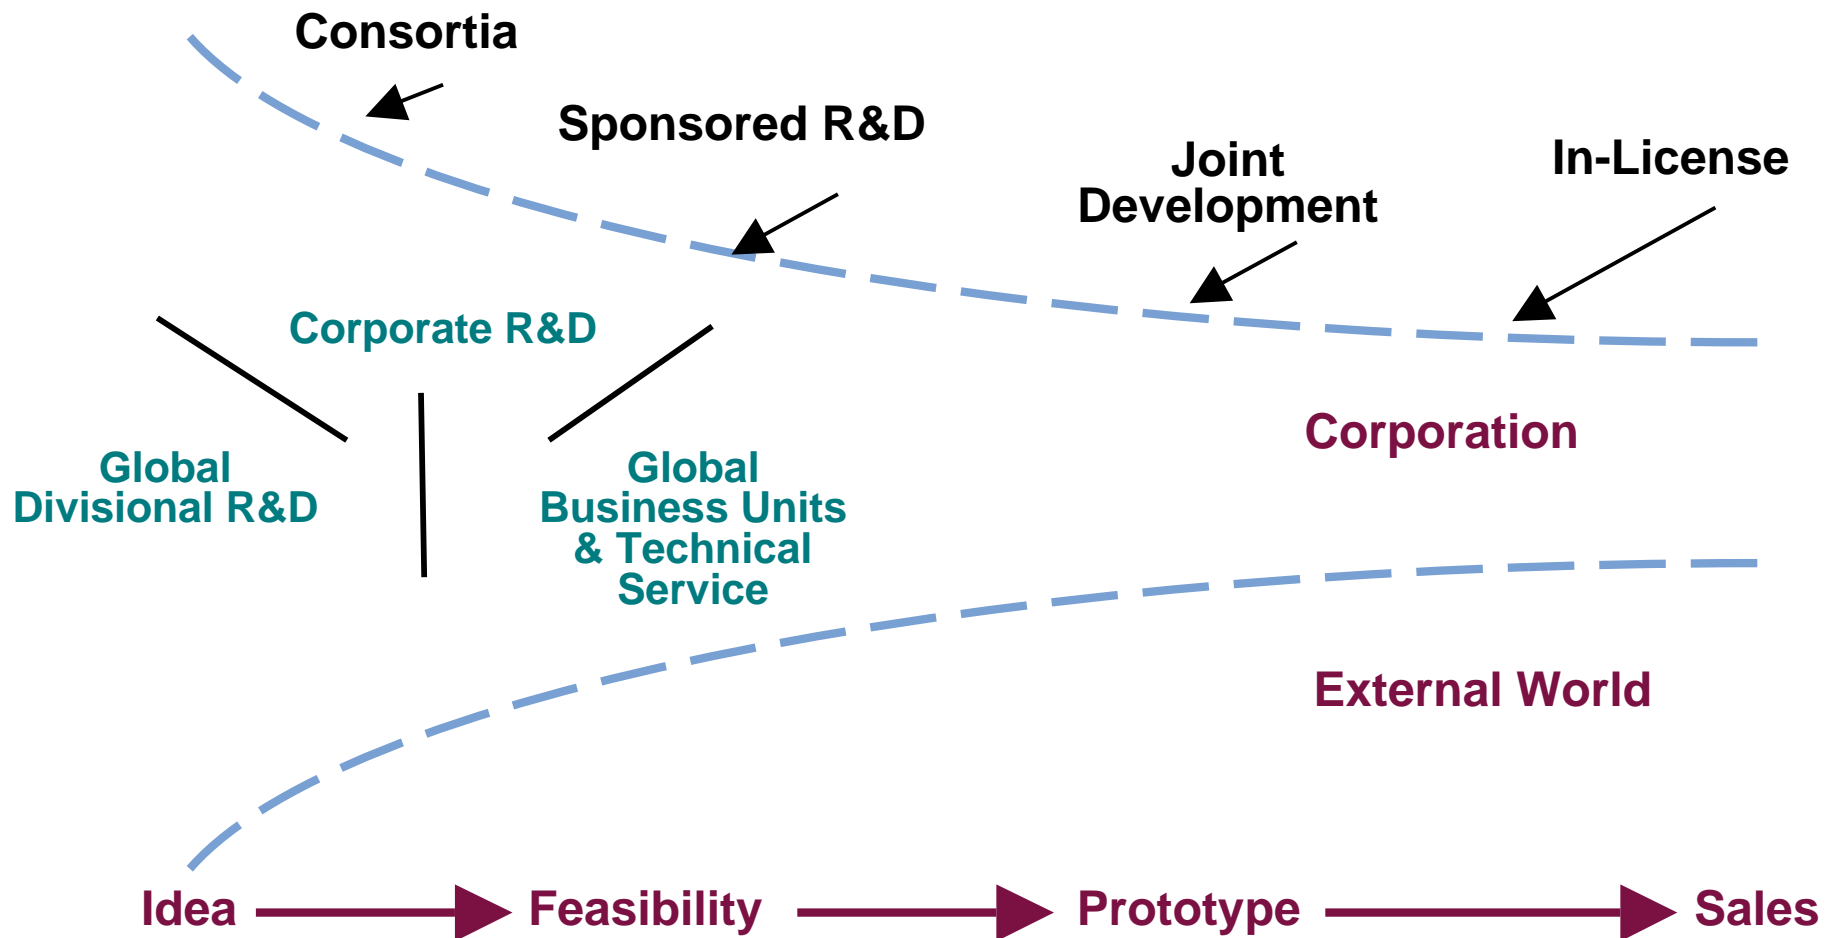 Consortia
Sponsored R&D
Joint
Development
In-License
Corporate R&D
Global
Divisional R&D
Global
Business Units
& Technical
Service
Corporation
External World
Idea
Feasibility
Prototype
Sales